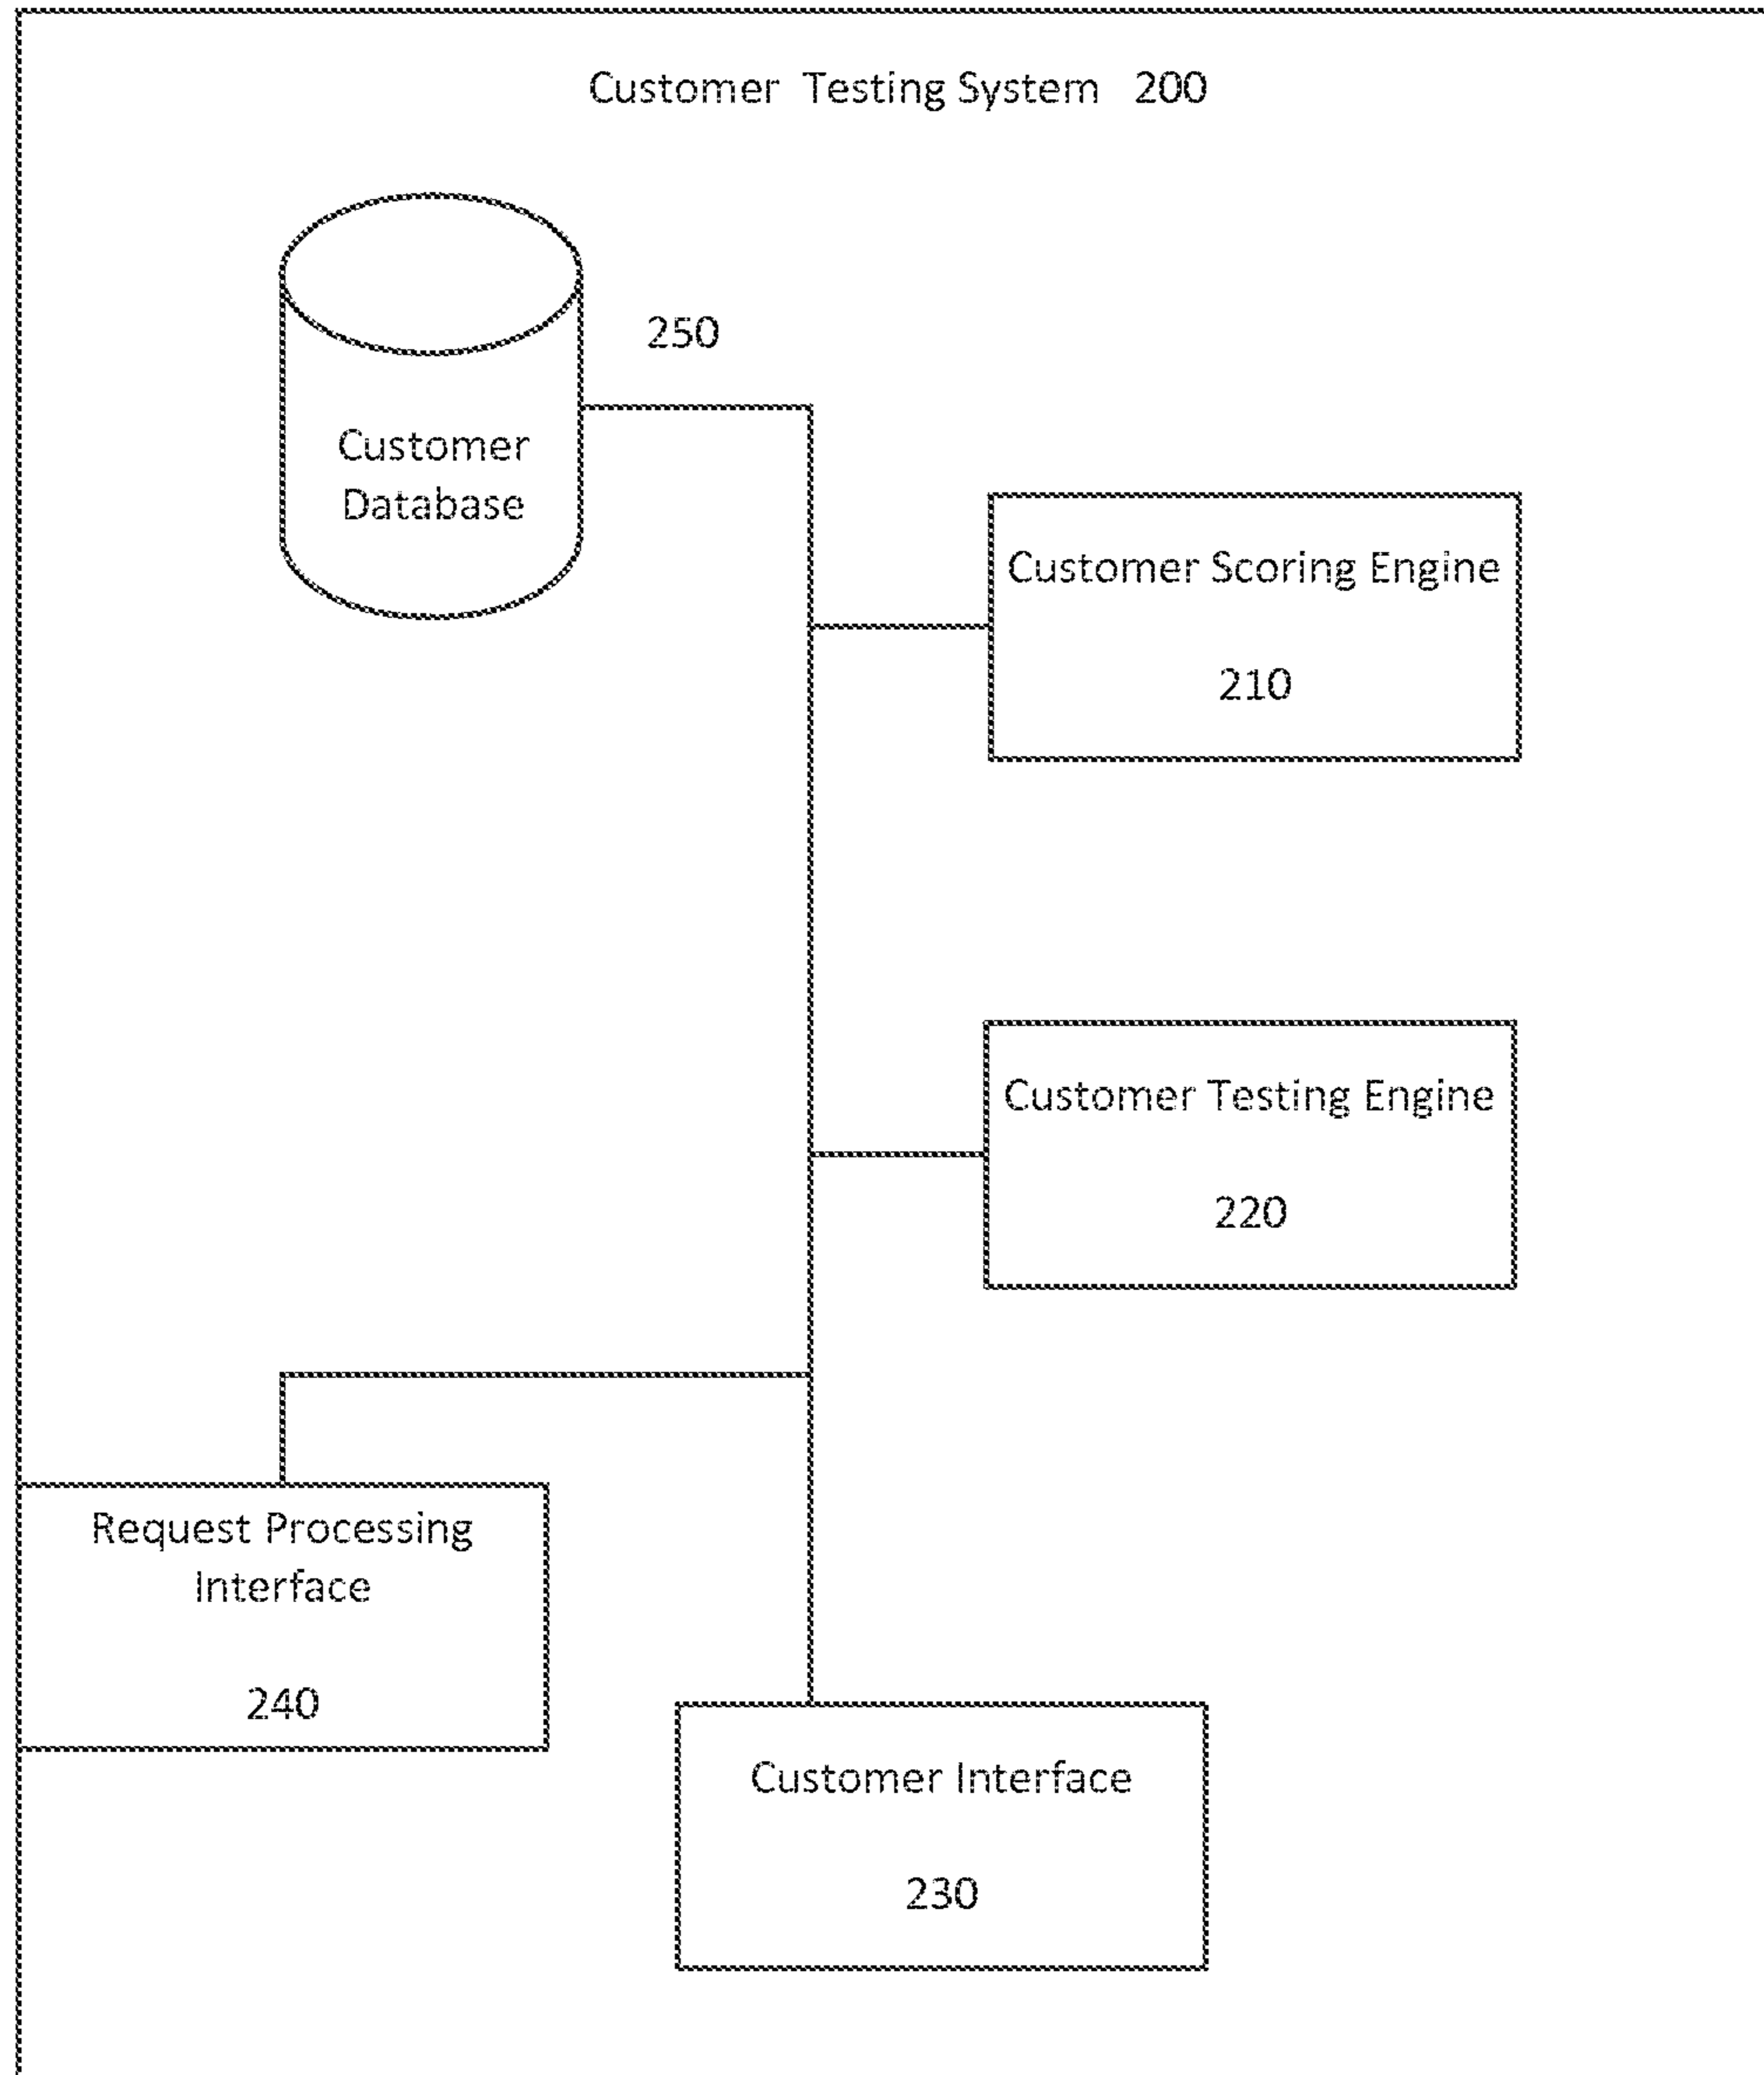 Customer Testing System 200
250
Customer
Database
Customer Scoring Engine
210
Customer Testing Engine
220
Request Processing
Interface
240
Customer Interface
230